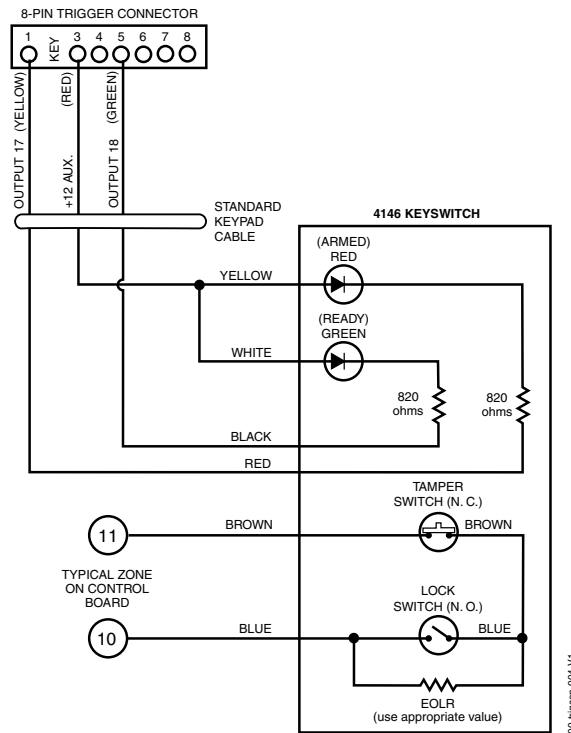 8-PIN TRIGGER CONNECTOR
1
KEY
3
4
5
6
7
8
OUTPUT 17 (YELLOW)
+12 AUX. (RED)
OUTPUT 18 (GREEN)
STANDARD
KEYPAD
CABLE
4146 KEYSWITCH
(ARMED)
RED
YELLOW
(READY)
GREEN
WHITE
820
ohms
820
ohms
BLACK
RED
TAMPER
SWITCH (N. C.)
11
BROWN
BROWN
TYPICAL ZONE
ON CONTROL
BOARD
LOCK
SWITCH (N. O.)
10
BLUE
BLUE
EOLR
(use appropriate value)